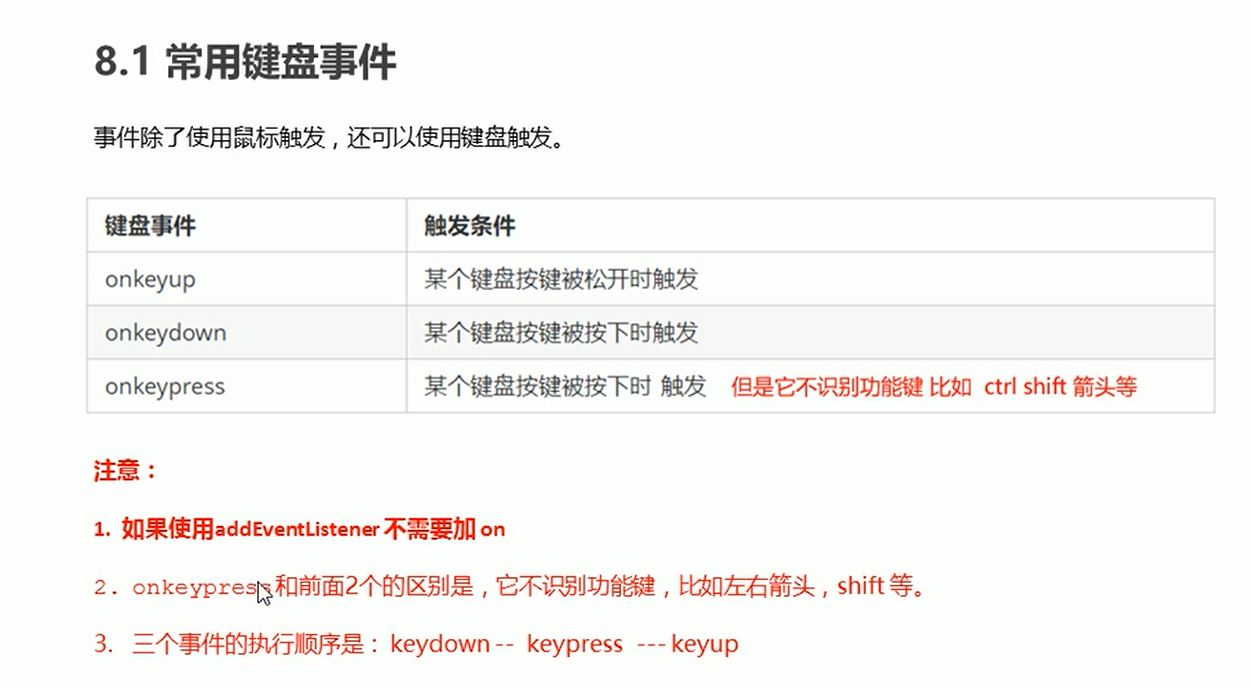 8.1 常用键盘事件
事件除了使用鼠标触发，还可以使用键盘触发。
键盘事件 触发条件
onkeyup 某个键盘按键被松开时触发
onkeydown 某个键盘按键被按下时触发
onkeypress 某个键盘按键被按下时 触发 但是它不识别功能键 比如 ctrl shift 箭头等
注意：
1. 如果使用addEventListener 不需要加 on
2. onkeypress和前面2个的区别是，它不识别功能键，比如左右箭头，shift 等。
3. 三个事件的执行顺序是：keydown -- keypress --- keyup